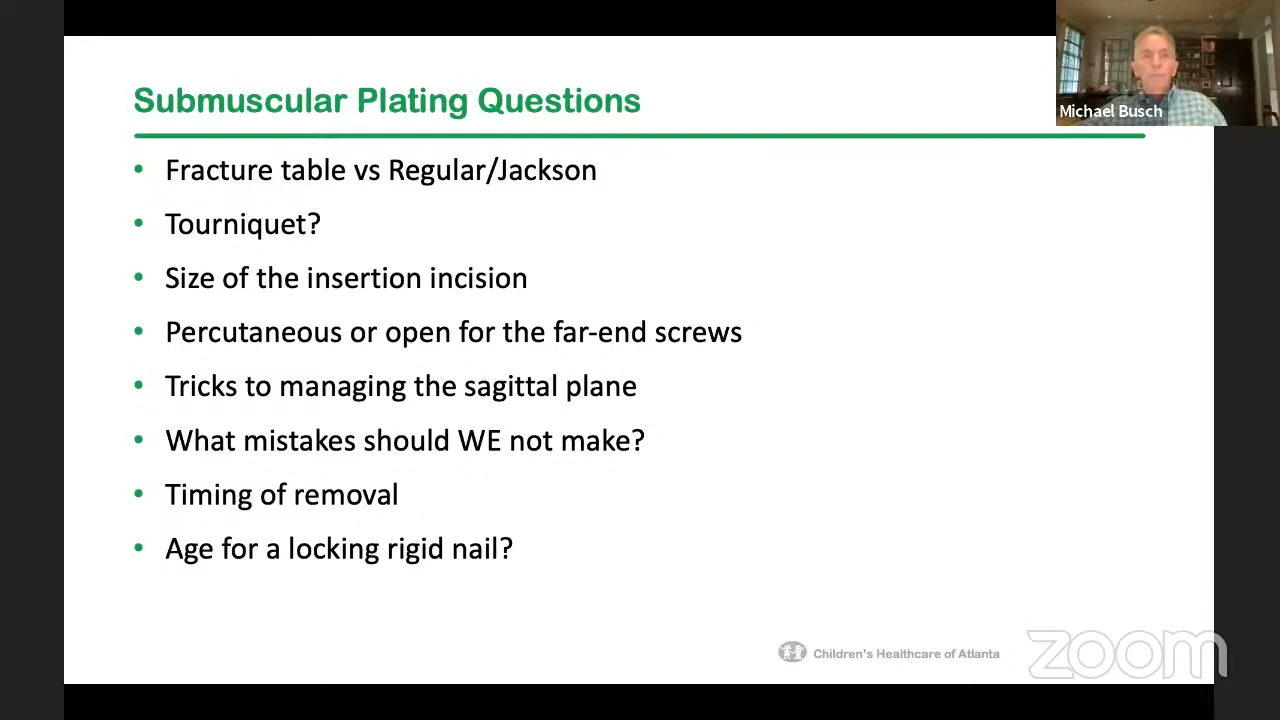 Submuscular Plating Questions
Michael Busch
• Fracture table vs Regular/Jackson
• Tourniquet?
• Size of the insertion incision
• Percutaneous or open for the far-end screws
• Tricks to managing the sagittal plane
• What mistakes should WE not make?
• Timing of removal
• Age for a locking rigid nail?
Children's Healthcare of Atlanta
zoom